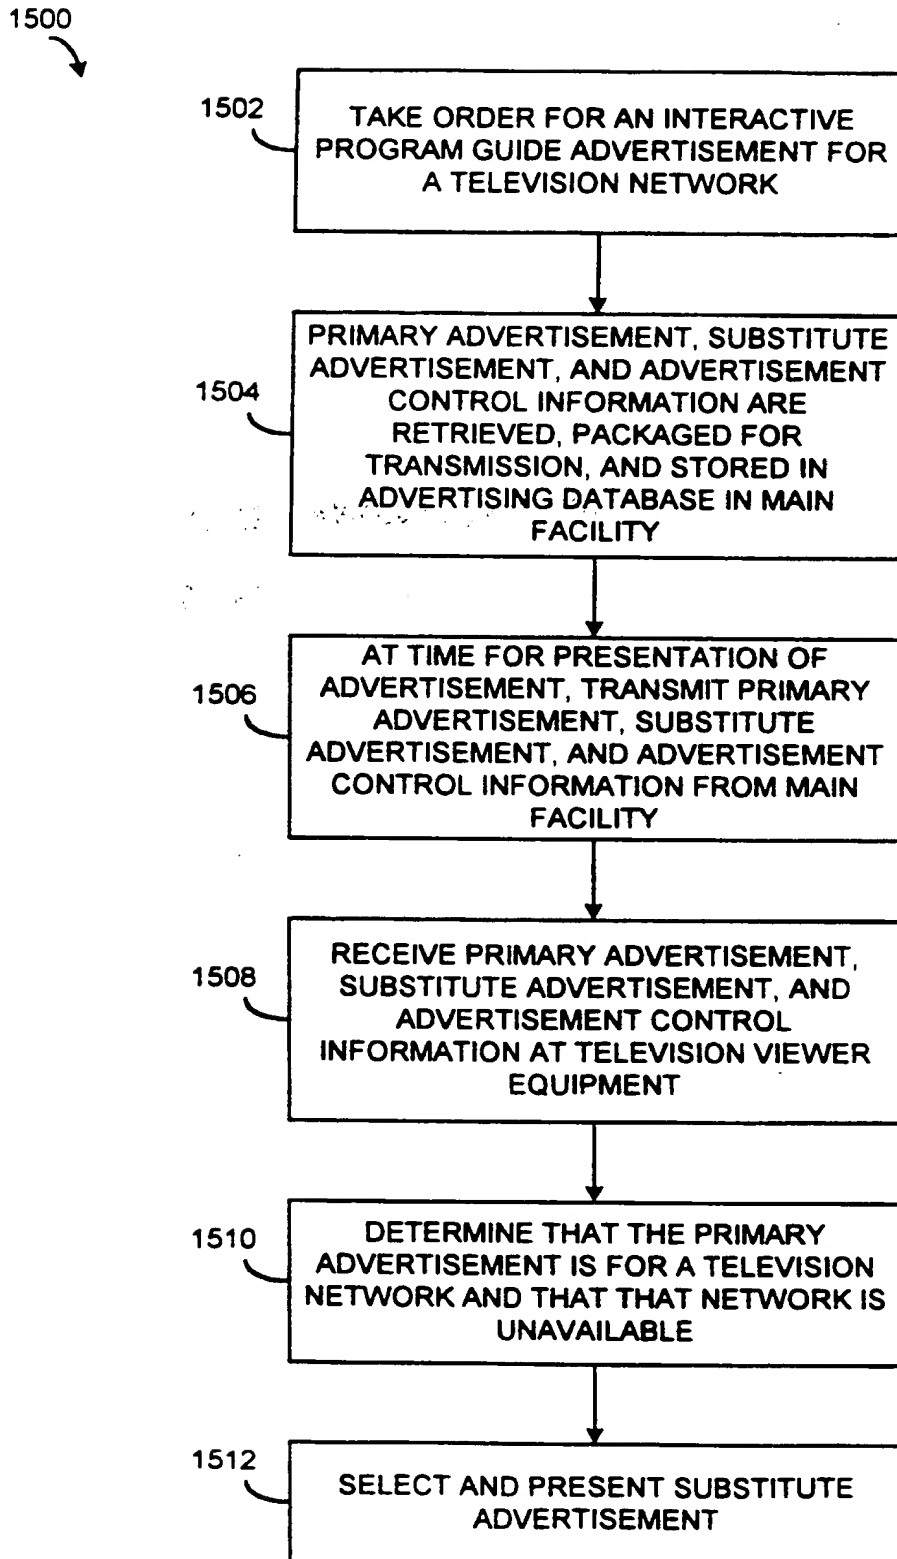 1500
1502
TAKE ORDER FOR AN INTERACTIVE
PROGRAM GUIDE ADVERTISEMENT FOR
A TELEVISION NETWORK
1504
PRIMARY ADVERTISEMENT, SUBSTITUTE
ADVERTISEMENT, AND ADVERTISEMENT
CONTROL INFORMATION ARE
RETRIEVED, PACKAGED FOR
TRANSMISSION, AND STORED IN
ADVERTISING DATABASE IN MAIN
FACILITY
1506
AT TIME FOR PRESENTATION OF
ADVERTISEMENT, TRANSMIT PRIMARY
ADVERTISEMENT, SUBSTITUTE
ADVERTISEMENT, AND ADVERTISEMENT
CONTROL INFORMATION FROM MAIN
FACILITY
1508
RECEIVE PRIMARY ADVERTISEMENT,
SUBSTITUTE ADVERTISEMENT, AND
ADVERTISEMENT CONTROL
INFORMATION AT TELEVISION VIEWER
EQUIPMENT
1510
DETERMINE THAT THE PRIMARY
ADVERTISEMENT IS FOR A TELEVISION
NETWORK AND THAT THAT NETWORK IS
UNAVAILABLE
1512
SELECT AND PRESENT SUBSTITUTE
ADVERTISEMENT